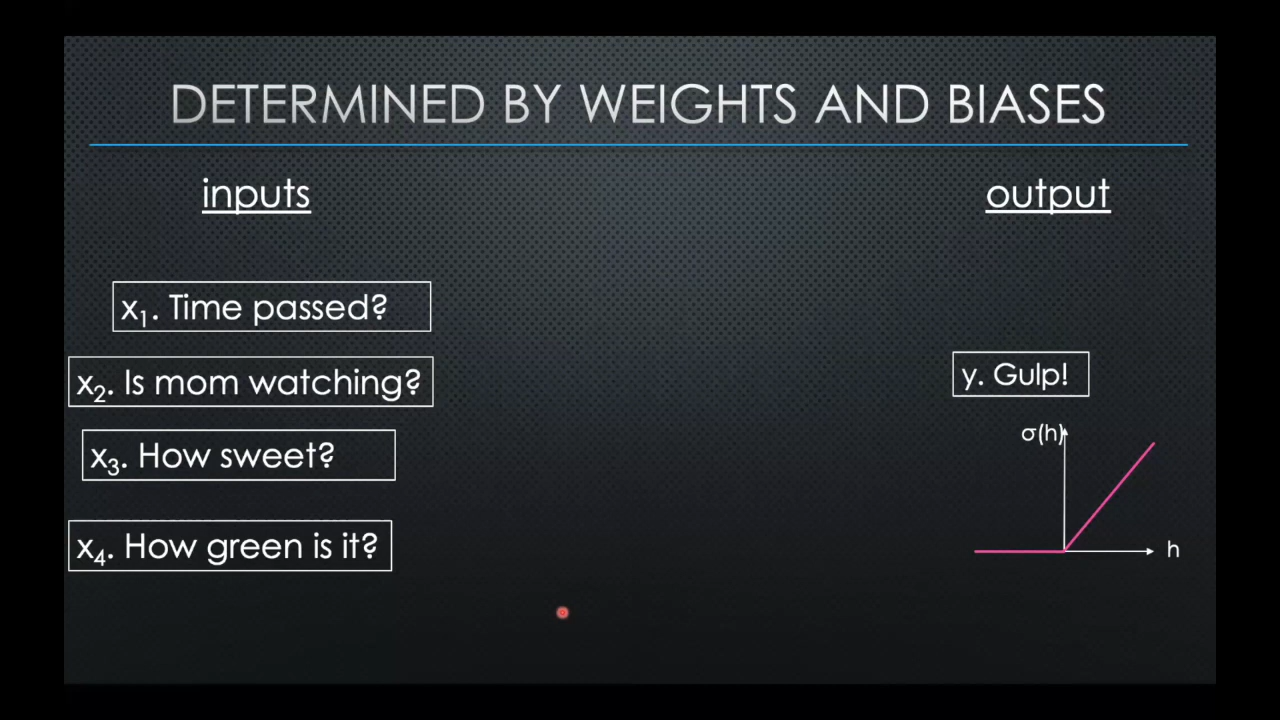 DETERMINED BY WEIGHTS AND BIASES
inputs
output
x₁. Time passed?
x₂. Is mom watching?
x₃. How sweet?
x₄. How green is it?
y. Gulp!
σ(h)
h